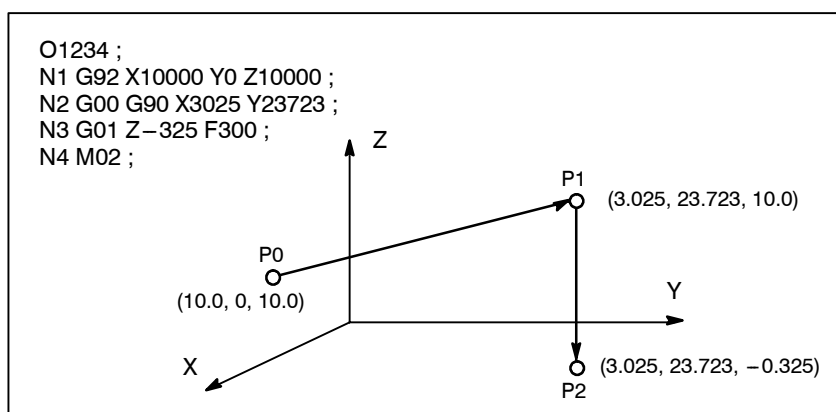 O1234 ;
N1 G92 X10000 Y0 Z10000 ;
N2 G00 G90 X3025 Y23723 ;
N3 G01 Z−325 F300 ;
N4 M02 ;
Z
P1
(3.025, 23.723, 10.0)
P0
(10.0, 0, 10.0)
Y
X
(3.025, 23.723, −0.325)
P2